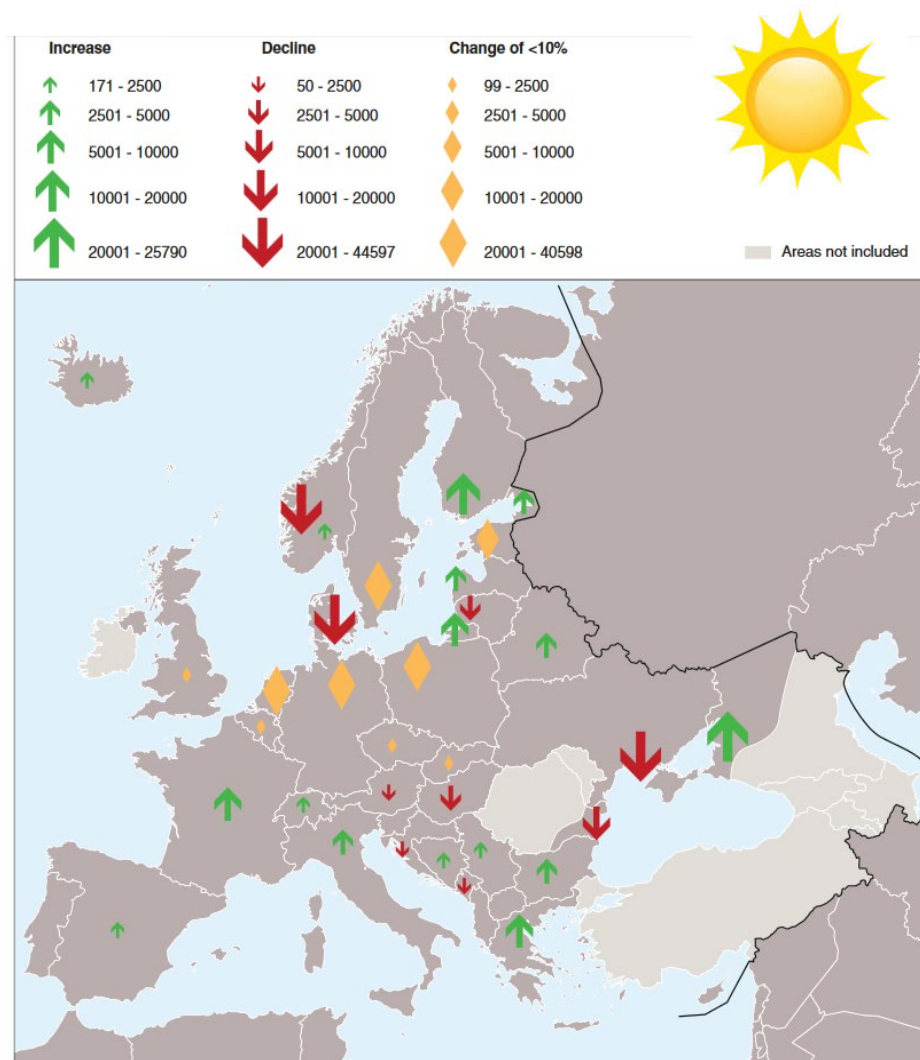 Increase Decline Change of <10%
171 - 2500 50 - 2500 99 - 2500
2501 - 5000 2501 - 5000 2501 - 5000
5001 - 10000 5001 - 10000 5001 - 10000
10001 - 20000 10001 - 20000 10001 - 20000
20001 - 25790 20001 - 44597 20001 - 40598
Areas not included